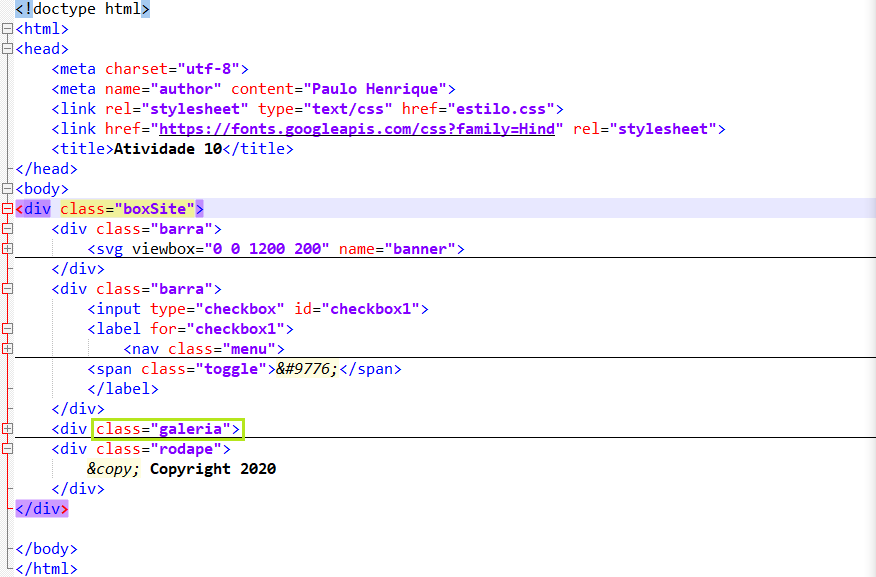 <!doctype html>
<html>
<head>
<meta charset="utf-8">
<meta name="author" content="Paulo Henrique">
<link rel="stylesheet" type="text/css" href="estilo.css">
<link href="https://fonts.googleapis.com/css?family=Hind" rel="stylesheet">
<title>Atividade 10</title>
</head>
<body>
<div class="boxSite">
<div class="barra">
<svg viewbox="0 0 1200 200" name="banner">
</div>
<div class="barra">
<input type="checkbox" id="checkbox1">
<label for="checkbox1">
<nav class="menu">
<span class="toggle">&#9776;</span>
</label>
</div>
<div class="galeria">
<div class="rodape">
&copy; Copyright 2020
</div>
</div>
</body>
</html>